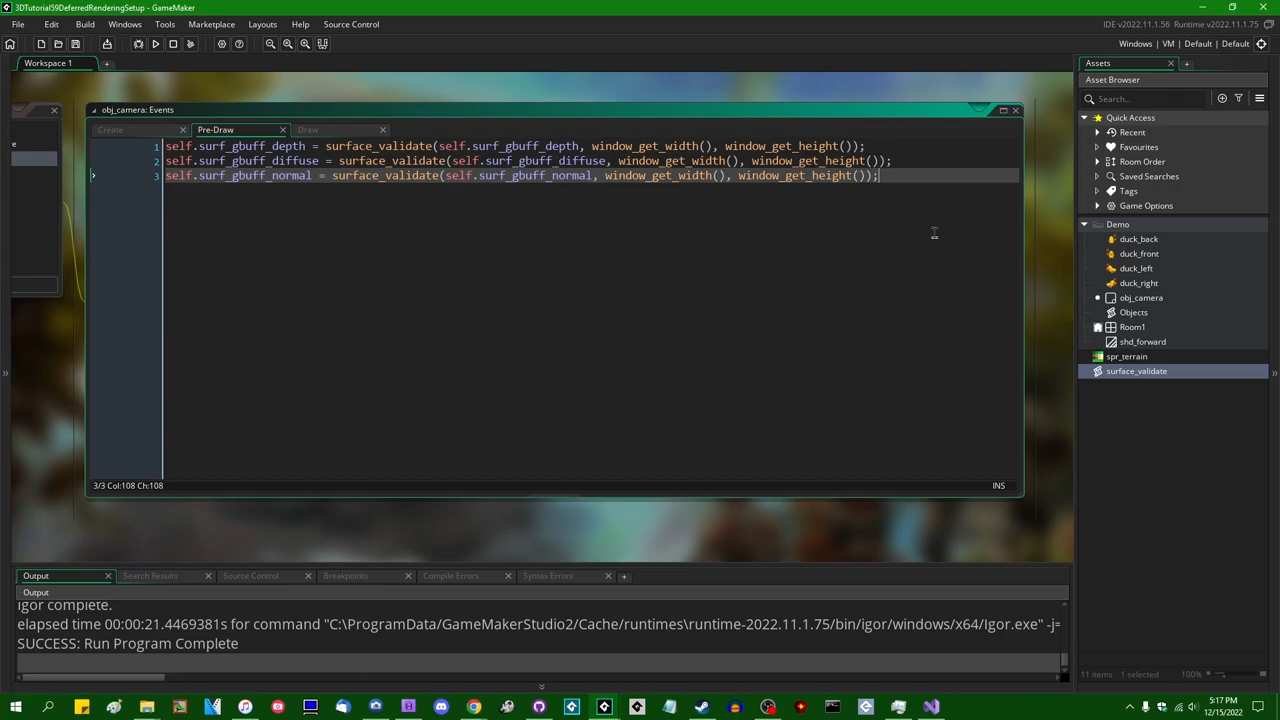 3DTutorial59DeferredRenderingSetup - GameMaker
File Edit Build Windows Tools Marketplace Layouts Help Source Control
IDE v2022.11.1.56 Runtime v2022.11.1.75
Windows | VM | Default | Default
Workspace 1
Assets
Asset Browser
Search...
obj_camera: Events
Create
Pre-Draw
Draw
1 self.surf_gbuff_depth = surface_validate(self.surf_gbuff_depth, window_get_width(), window_get_height());
2 self.surf_gbuff_diffuse = surface_validate(self.surf_gbuff_diffuse, window_get_width(), window_get_height());
3 self.surf_gbuff_normal = surface_validate(self.surf_gbuff_normal, window_get_width(), window_get_height());
3/3 Col:108 Ch:108
INS
Quick Access
Recent
Favourites
Room Order
Saved Searches
Tags
Game Options
Demo
duck_back
duck_front
duck_left
duck_right
obj_camera
Objects
Room1
shd_forward
spr_terrain
surface_validate
11 items 1 selected 100%
Output
Search Results
Source Control
Breakpoints
Compile Errors
Syntax Errors
Output
Igor complete.
elapsed time 00:00:21.4469381s for command "C:\ProgramData/GameMakerStudio2/Cache/runtimes\runtime-2022.11.1.75/bin/igor/windows/x64/Igor.exe" -j=
SUCCESS: Run Program Complete
5:17 PM
12/15/2022